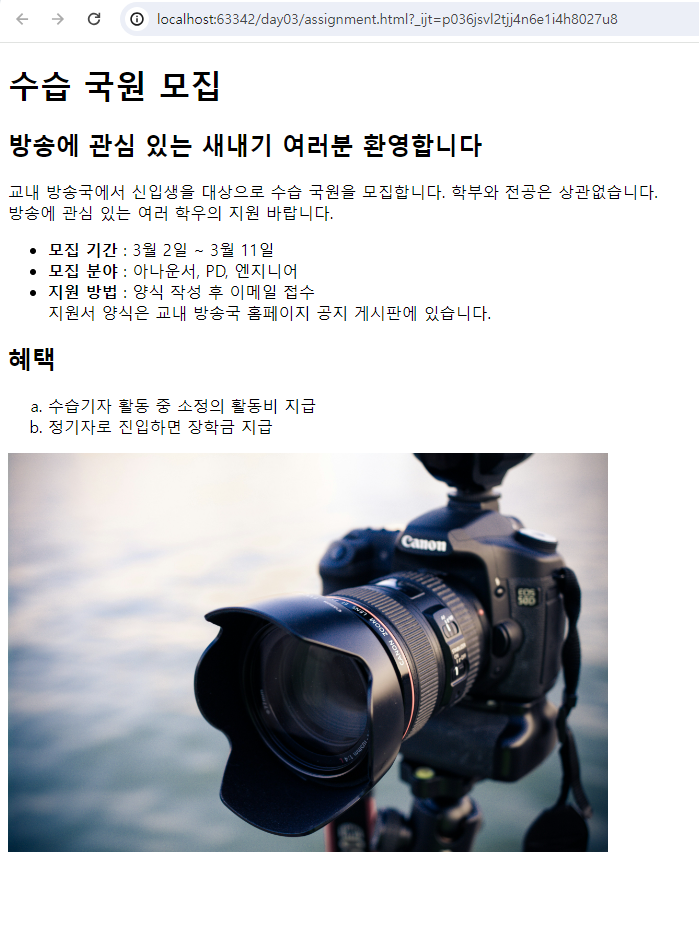 localhost:63342/day03/assignment.html?_ijt=p036jsvl2tjj4n6e1i4h8027u8
수습 국원 모집
방송에 관심 있는 새내기 여러분 환영합니다
교내 방송국에서 신입생을 대상으로 수습 국원을 모집합니다. 학부와 전공은 상관없습니다.
방송에 관심 있는 여러 학우의 지원 바랍니다.
• 모집 기간 : 3월 2일 ~ 3월 11일
• 모집 분야 : 아나운서, PD, 엔지니어
• 지원 방법 : 양식 작성 후 이메일 접수
지원서 양식은 교내 방송국 홈페이지 공지 게시판에 있습니다.
혜택
a. 수습기자 활동 중 소정의 활동비 지급
b. 정기자로 진입하면 장학금 지급
Canon
EOS
50D
CANON ZOOM LENS